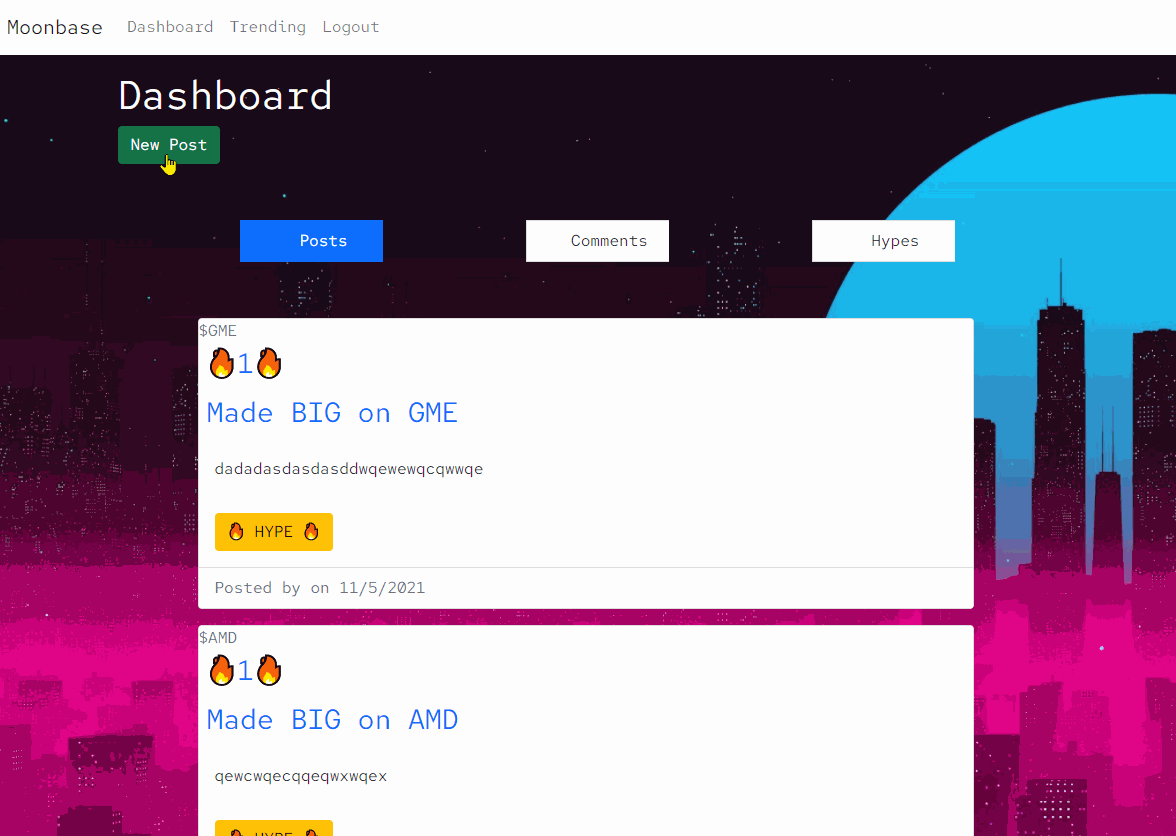 Moonbase Dashboard Trending Logout
Dashboard
New Post
Posts Comments Hypes
$GME
🔥1🔥
Made BIG on GME
dadadasdasdasddwqewewqcqwwqe
🔥 HYPE 🔥
Posted by on 11/5/2021
$AMD
🔥1🔥
Made BIG on AMD
qewcwqecqqeqwxwqex
🔥 HYPE 🔥